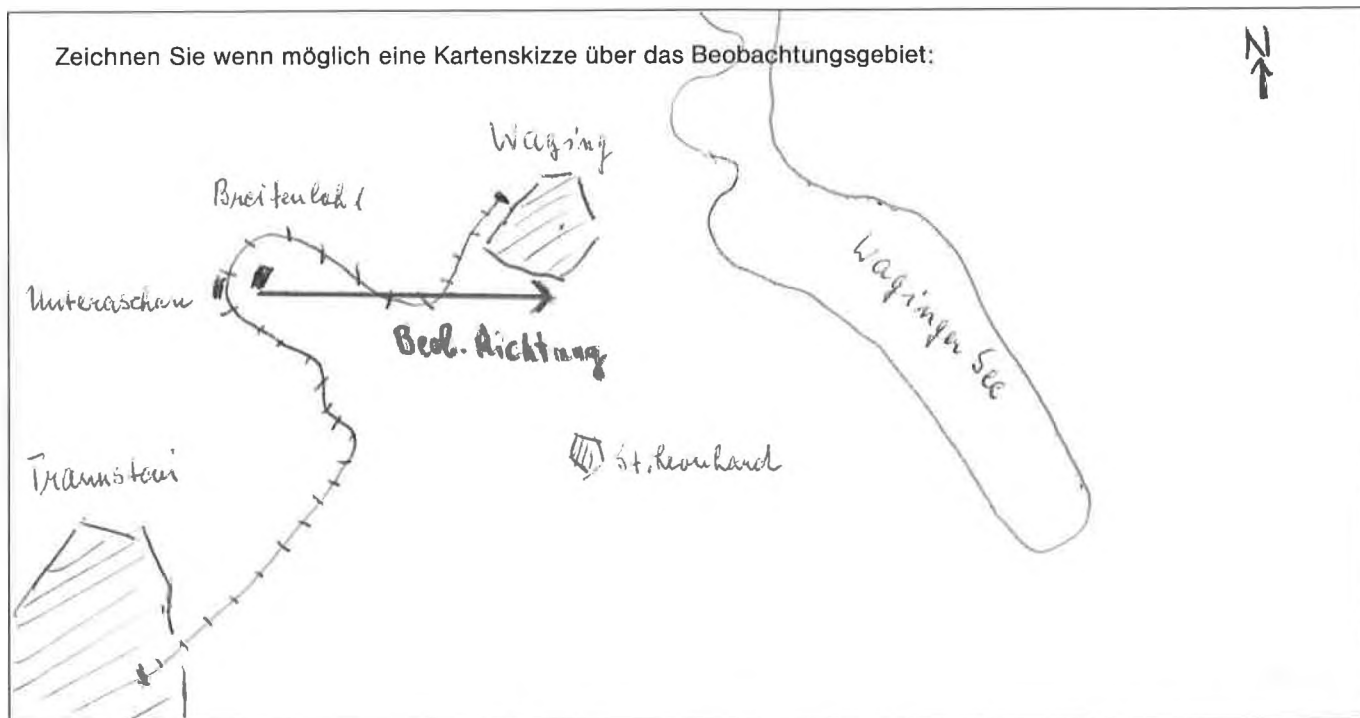 Zeichnen Sie wenn möglich eine Kartenskizze über das Beobachtungsgebiet:
N
Waging
Breitenloh
Unteraschau
Beob. Richtung
Waginger See
Traunstein
St. Leonhard